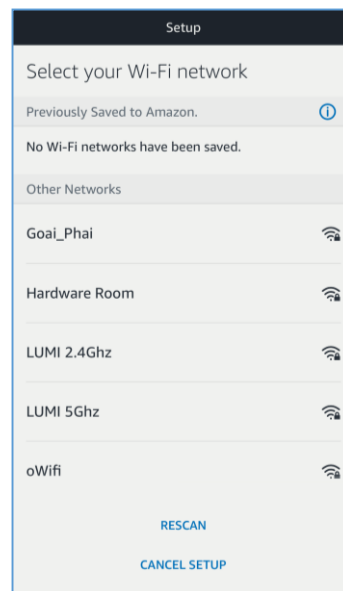 Setup
Select your Wi-Fi network
Previously Saved to Amazon.
No Wi-Fi networks have been saved.
Other Networks
Goai_Phai
Hardware Room
LUMI 2.4Ghz
LUMI 5Ghz
oWifi
RESCAN
CANCEL SETUP